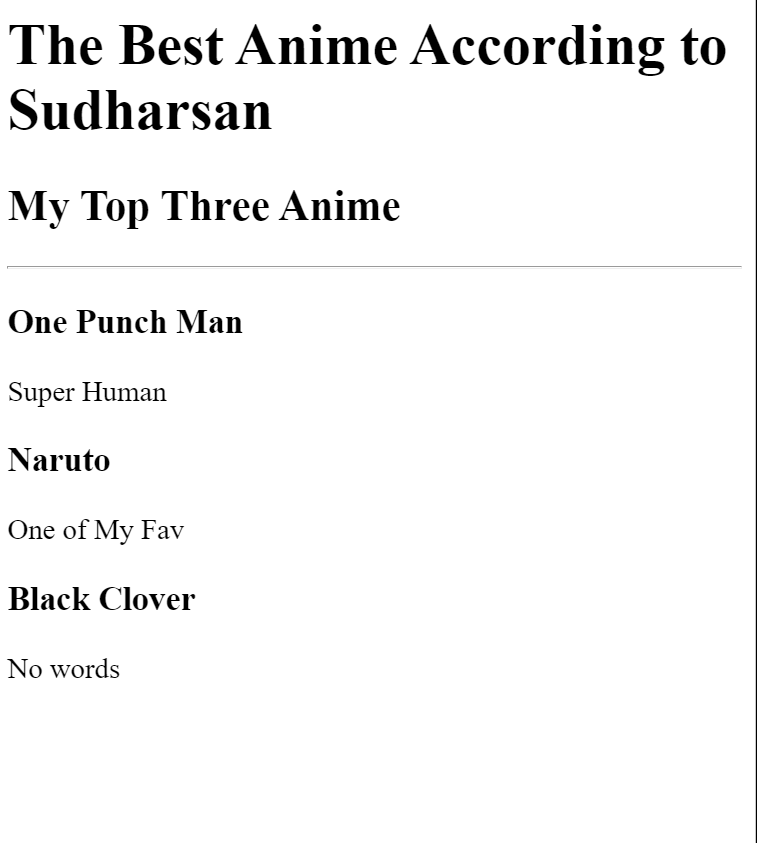 The Best Anime According to
Sudharsan
My Top Three Anime
One Punch Man
Super Human
Naruto
One of My Fav
Black Clover
No words